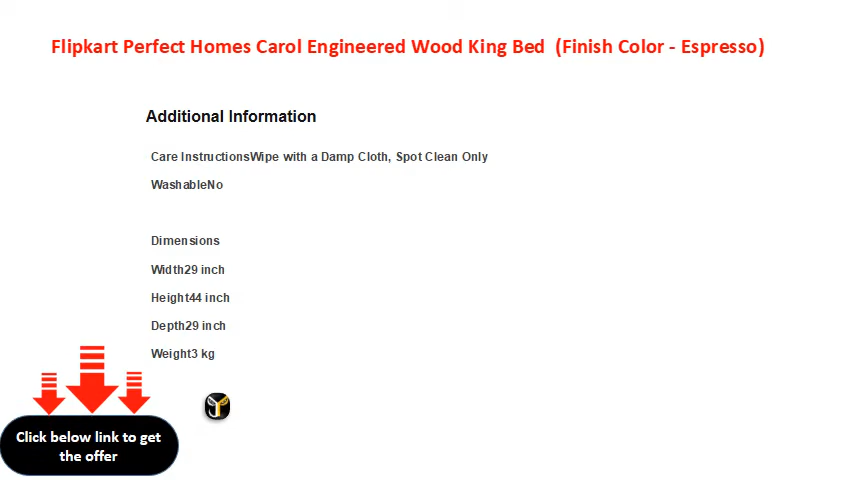 Flipkart Perfect Homes Carol Engineered Wood King Bed  (Finish Color - Espresso)
Additional Information
Care InstructionsWipe with a Damp Cloth, Spot Clean Only
WashableNo
Dimensions
Width29 inch
Height44 inch
Depth29 inch
Weight3 kg
Click below link to get
the offer